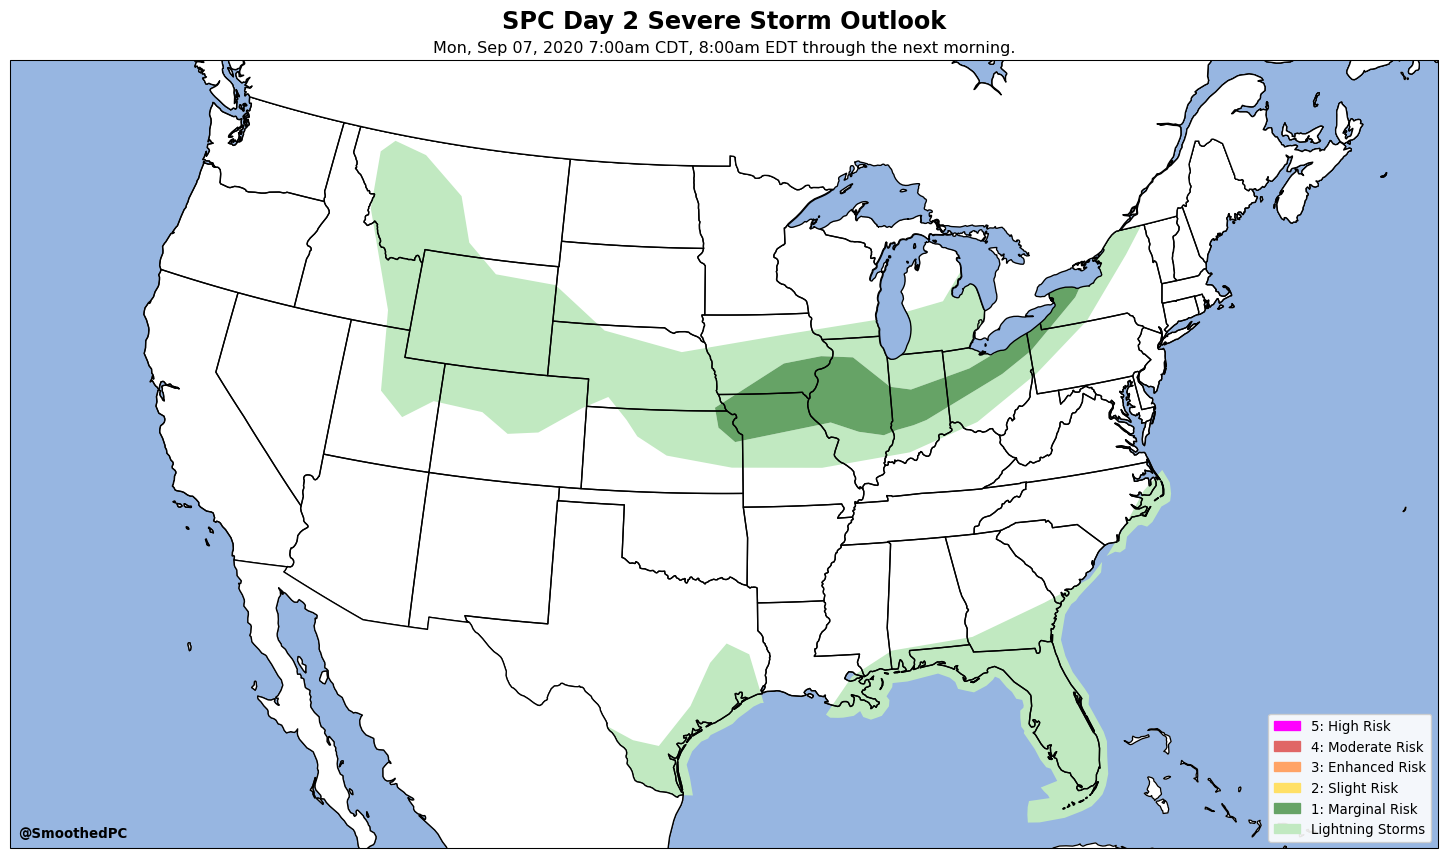 SPC Day 2 Severe Storm Outlook
Mon, Sep 07, 2020 7:00am CDT, 8:00am EDT through the next morning.
5: High Risk
4: Moderate Risk
3: Enhanced Risk
2: Slight Risk
1: Marginal Risk
Lightning Storms
@SmoothedPC